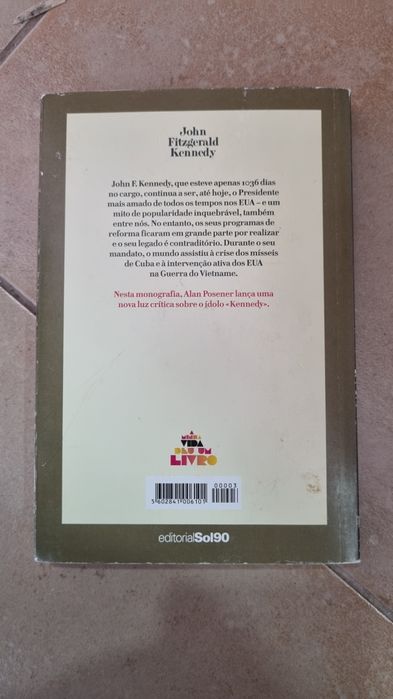 John
Fitzgerald
Kennedy
John F. Kennedy, que esteve apenas 1036 dias
no cargo, continua a ser, até hoje, o Presidente
mais amado de todos os tempos nos EUA – e um
mito de popularidade inquebrável, também
entre nós. No entanto, os seus programas de
reforma ficaram em grande parte por realizar
e o seu legado é contraditório. Durante o seu
mandato, o mundo assistiu à crise dos mísseis
de Cuba e à intervenção ativa dos EUA
na Guerra do Vietname.
Nesta monografia, Alan Posener lança uma
nova luz crítica sobre o ídolo «Kennedy».
A
MINHA
VIDA
DEU UM
LIVRO
00003
5602841006101
editorialSol90